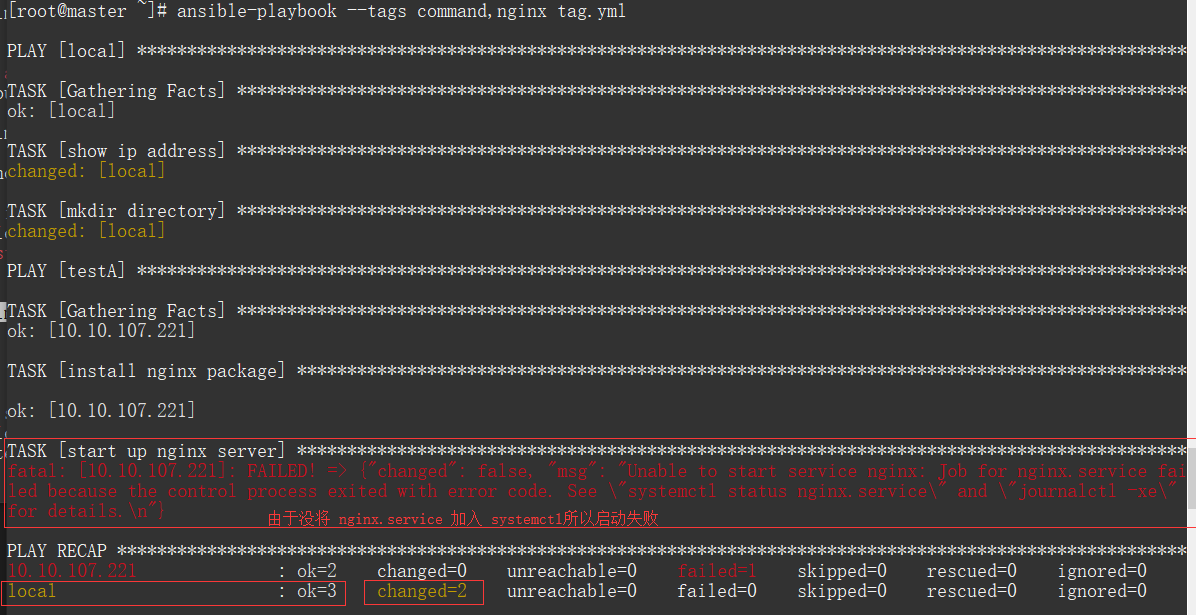 [root@master ~]# ansible-playbook --tags command,nginx tag.yml
PLAY [local] *********************************************************************************************************
TASK [Gathering Facts] ***********************************************************************************************
ok: [local]
TASK [show ip address] ***********************************************************************************************
changed: [local]
TASK [mkdir directory] ***********************************************************************************************
changed: [local]
PLAY [testA] *********************************************************************************************************
TASK [Gathering Facts] ***********************************************************************************************
ok: [10.10.107.221]
TASK [install nginx package] *****************************************************************************************
ok: [10.10.107.221]
TASK [start up nginx server] *****************************************************************************************
fatal: [10.10.107.221]: FAILED! => {"changed": false, "msg": "Unable to start service nginx: Job for nginx.service fai
led because the control process exited with error code. See \"systemctl status nginx.service\" and \"journalctl -xe\"
for details.\n"}
由于没将 nginx.service 加入 systemctl所以启动失败
PLAY RECAP ***********************************************************************************************************
10.10.107.221 : ok=2 changed=0 unreachable=0 failed=1 skipped=0 rescued=0 ignored=0
local : ok=3 changed=2 unreachable=0 failed=0 skipped=0 rescued=0 ignored=0